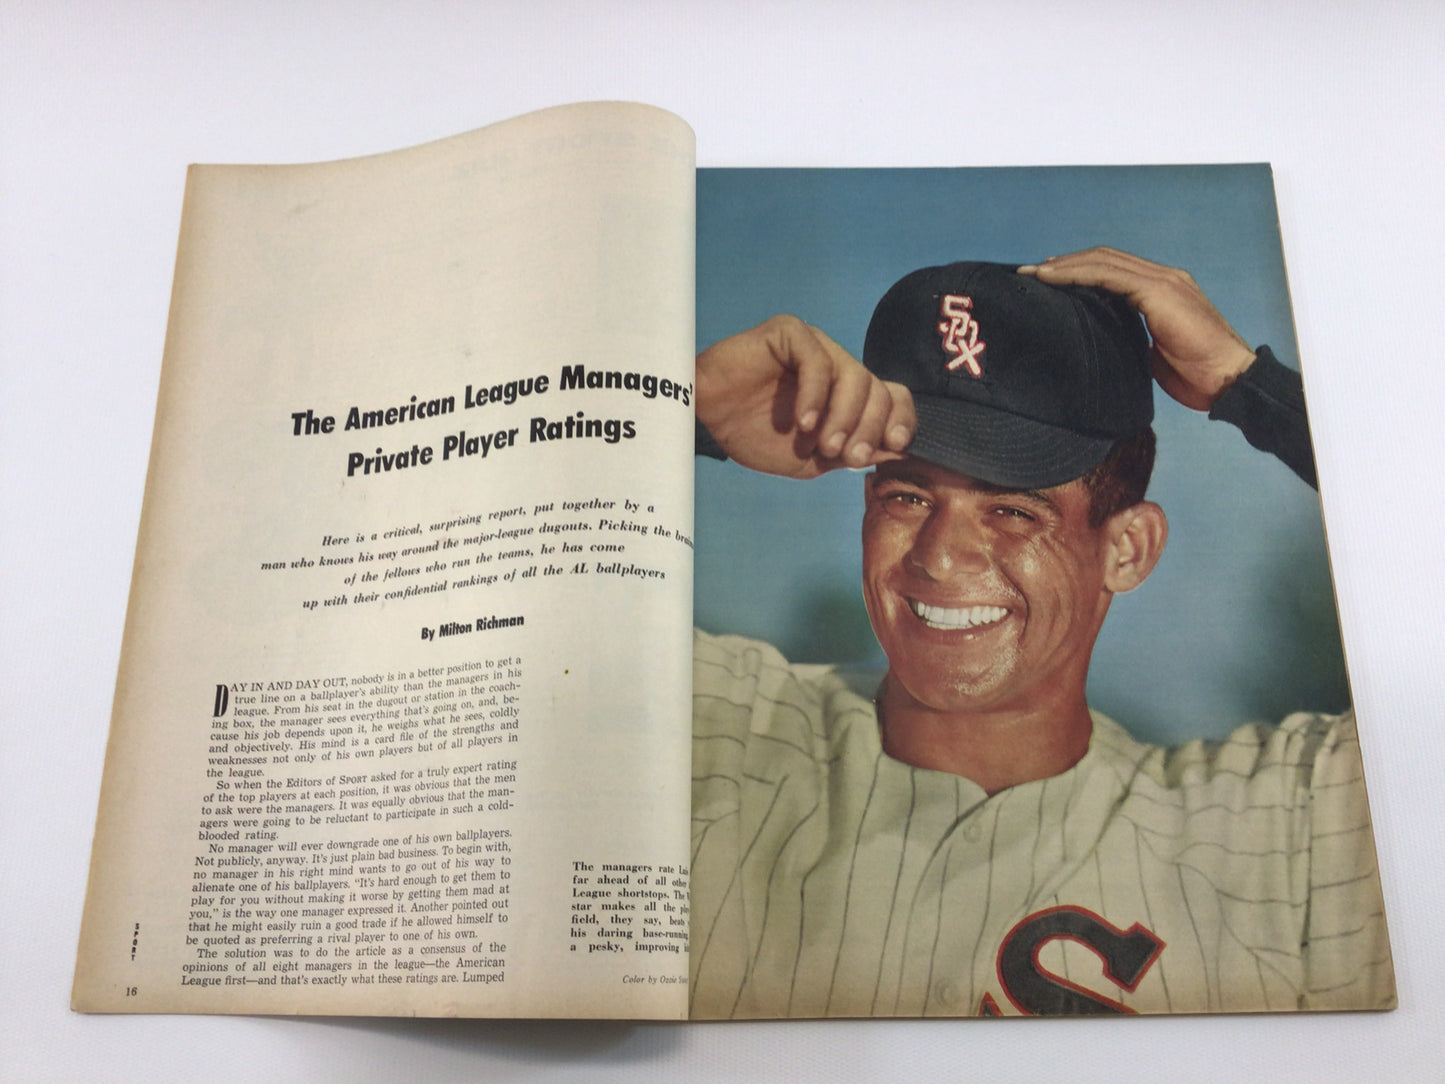 The American League Managers'
Private Player Ratings
Here is a critical, surprising report, put together by a
man who knows his way around the major-league dugouts. Picking the
of the fellows who run the teams, he has come
up with their confidential rankings of all the AL ballplayers
By Milton Richman
DAY IN AND DAY OUT, nobody is in a better position to get a
true line on a ballplayer's ability than the managers in his
league. From his seat in the dugout or station in the coach-
ing box, the manager sees everything that's going on, and, be-
cause his job depends upon it, he weighs what he sees, coldly
and objectively. His mind is a card file of the strengths and
weaknesses not only of his own players but of all players in
the league.
So when the Editors of SPORT asked for a truly expert rating
of the top players at each position, it was obvious that the men
to ask were the managers. It was equally obvious that the man-
agers were going to be reluctant to participate in such a cold-
blooded rating.
No manager will ever downgrade one of his own ballplayers.
Not publicly, anyway. It's just plain bad business. To begin with,
no manager in his right mind wants to go out of his way to
alienate one of his ballplayers. "It's hard enough to get them to
play for you without making it worse by getting them mad at
you," is the way one manager expressed it. Another pointed out
that he might easily ruin a good trade if he allowed himself to
be quoted as preferring a rival player to one of his own.
The solution was to do the article as a consensus of the
opinions of all eight managers in the league—the American
League first—and that's exactly what these ratings are. Lumped
The managers rate
far ahead of all other
League shortstops. The
star makes all the
field, they say, beats
his daring base-running
a pesky, improving
Color by Ozzie
SPORT
16
SOX
S